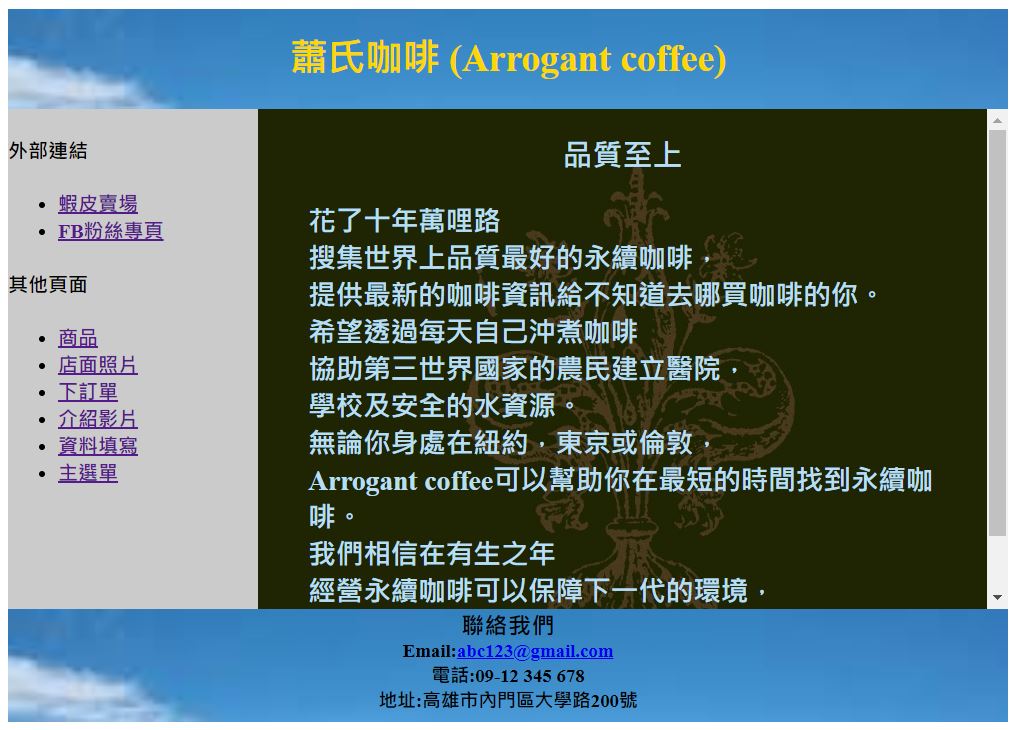 蕭氏咖啡 (Arrogant coffee)
外部連結
蝦皮賣場
FB粉絲專頁
其他頁面
商品
店面照片
下訂單
介紹影片
資料填寫
主選單
品質至上
花了十年萬哩路
搜集世界上品質最好的永續咖啡，
提供最新的咖啡資訊給不知道去哪買咖啡的你。
希望透過每天自己沖煮咖啡
協助第三世界國家的農民建立醫院，
學校及安全的水資源。
無論你身處在紐約，東京或倫敦，
Arrogant coffee可以幫助你在最短的時間找到永續咖
啡。
我們相信在有生之年
經營永續咖啡可以保障下一代的環境，
聯絡我們
Email:abc123@gmail.com
電話:09-12 345 678
地址:高雄市內門區大學路200號